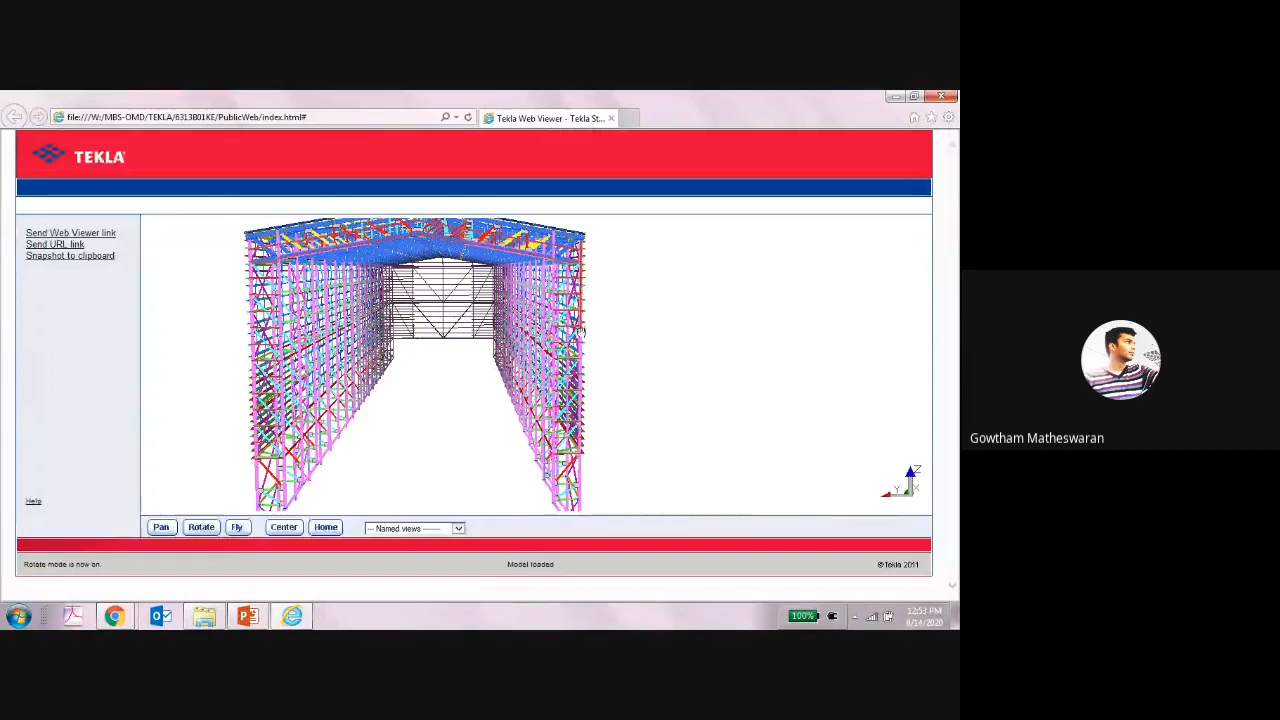 file:///W:/MBS-OMD/TEKLA/6313B01KE/PublicWeb/index.html#
Tekla Web Viewer - Tekla St...
TEKLA
Send Web Viewer link
Send URL link
Snapshot to clipboard
Help
Z
Y
X
Pan
Rotate
Fly
Center
Home
--- Named views ------
Rotate mode is now on.
Model loaded
©Tekla 2011
100%
12:53 PM
8/14/2020
Gowtham Matheswaran